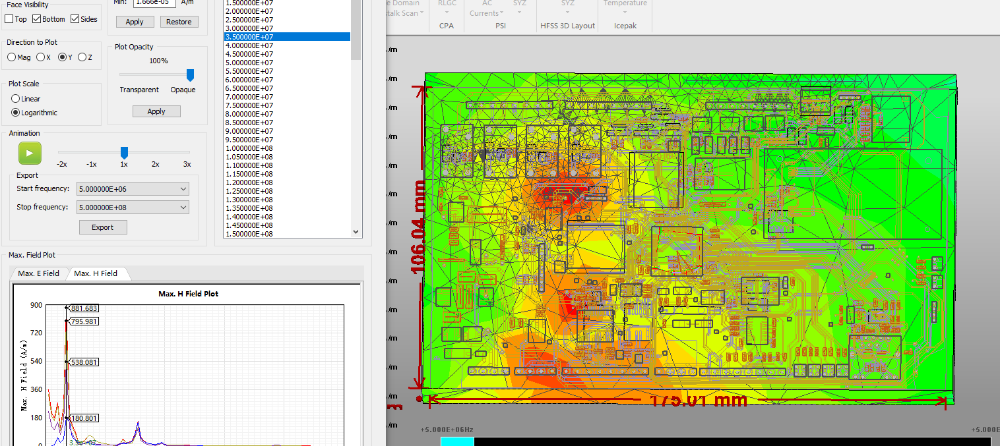 Face Visibility
Top Bottom Sides
Direction to Plot
Mag X Y Z
Plot Scale
Linear
Logarithmic
Min: 1.666e-05 A/m
Apply Restore
Plot Opacity
100%
Transparent Opaque
Apply
Animation
-2x -1x 1x 2x 3x
Export
Start frequency: 5.000000E+06
Stop frequency: 5.000000E+08
Export
1.500000E+07
2.000000E+07
2.500000E+07
3.000000E+07
3.500000E+07
4.000000E+07
4.500000E+07
5.000000E+07
5.500000E+07
6.000000E+07
6.500000E+07
7.000000E+07
7.500000E+07
8.000000E+07
8.500000E+07
9.000000E+07
9.500000E+07
1.000000E+08
1.050000E+08
1.100000E+08
1.150000E+08
1.200000E+08
1.250000E+08
1.300000E+08
1.350000E+08
1.400000E+08
1.450000E+08
1.500000E+08
Max. Field Plot
Max. E Field Max. H Field
Max. H Field Plot
Max. H Field (A/m)
900
720
540
360
180
0
881.683
795.981
538.081
180.801
Domain RLGC AC SYZ SYZ Temperature
Scan Currents
CPA PSI HFSS 3D Layout Icepak
/m
/m
/m
/m
/m
/m
/m
/m
/m
/m
/m
/m
/m
/m
106.04 mm
175.01 mm
+5.000E+06Hz
+5.000E